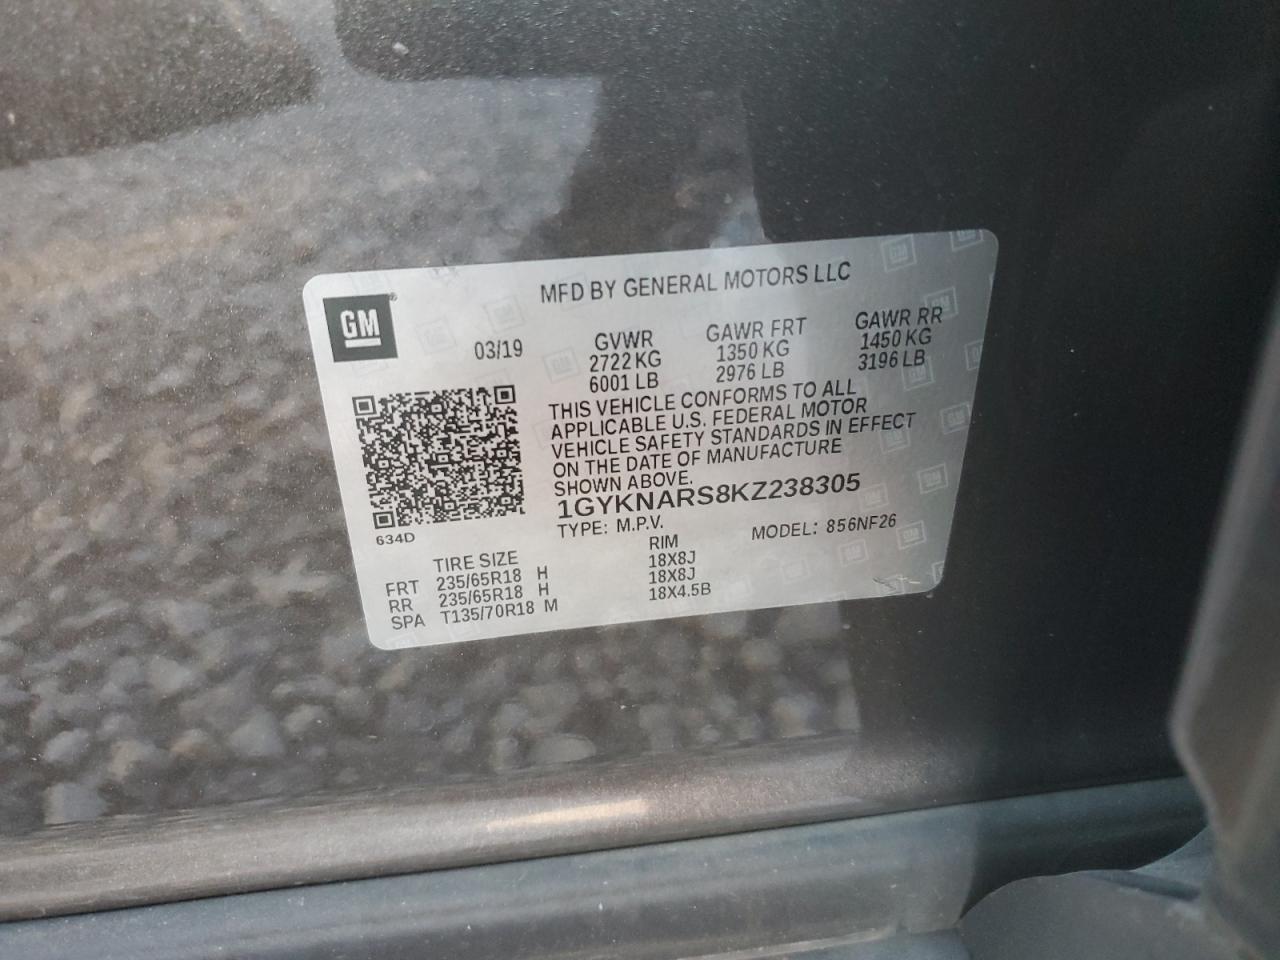 MFD BY GENERAL MOTORS LLC
GM®
03/19
GVWR GAWR FRT GAWR RR
2722 KG 1350 KG 1450 KG
6001 LB 2976 LB 3196 LB
THIS VEHICLE CONFORMS TO ALL
APPLICABLE U.S. FEDERAL MOTOR
VEHICLE SAFETY STANDARDS IN EFFECT
ON THE DATE OF MANUFACTURE
SHOWN ABOVE.
1GYKNARS8KZ238305
TYPE: M.P.V. MODEL: 856NF26
634D
TIRE SIZE RIM
FRT 235/65R18 H 18X8J
RR 235/65R18 H 18X8J
SPA T135/70R18 M 18X4.5B